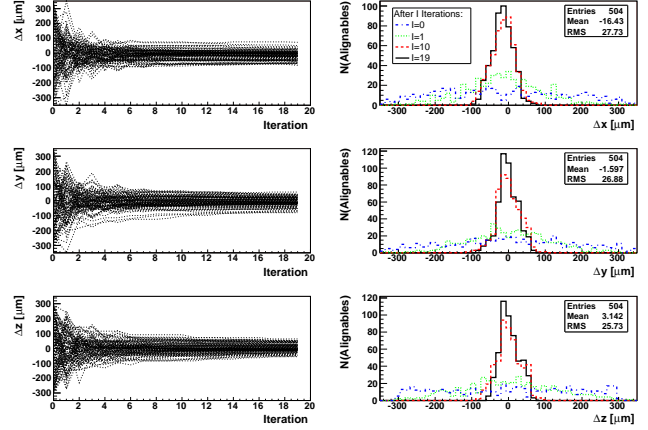 Δx [μm]
300
200
100
0
-100
-200
-300
0 2 4 6 8 10 12 14 16 18 20
Iteration
N(Alignables)
100
80
60
40
20
0
After I Iterations:
I=0
I=1
I=10
I=19
Entries 504
Mean -16.43
RMS 27.73
-300 -200 -100 0 100 200 300
Δx [μm]
Δy [μm]
300
200
100
0
-100
-200
-300
0 2 4 6 8 10 12 14 16 18 20
Iteration
N(Alignables)
120
100
80
60
40
20
0
Entries 504
Mean -1.597
RMS 26.88
-300 -200 -100 0 100 200 300
Δy [μm]
Δz [μm]
300
200
100
0
-100
-200
-300
0 2 4 6 8 10 12 14 16 18 20
Iteration
N(Alignables)
120
100
80
60
40
20
0
Entries 504
Mean 3.142
RMS 25.73
-300 -200 -100 0 100 200 300
Δz [μm]